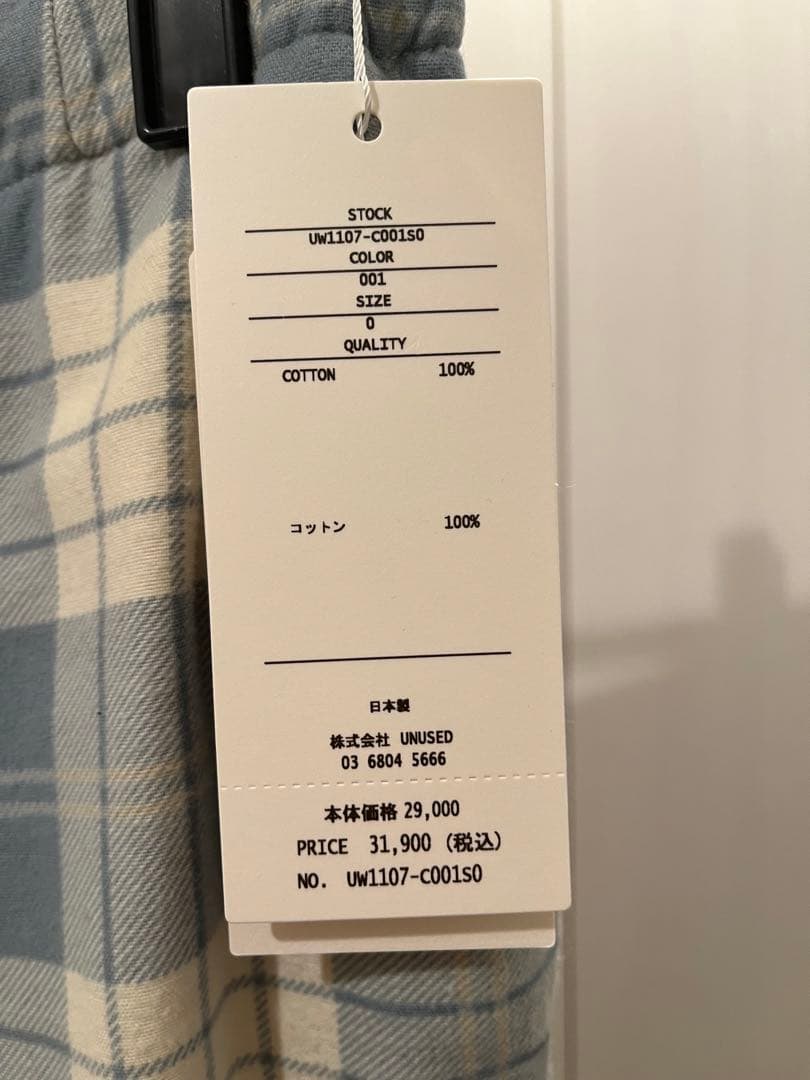 STOCK
UW1107-C001S0
COLOR
001
SIZE
0
QUALITY
COTTON 100%
コットン 100%
日本製
株式会社 UNUSED
03 6804 5666
本体価格 29,000
PRICE 31,900 (税込)
NO. UW1107-C001S0